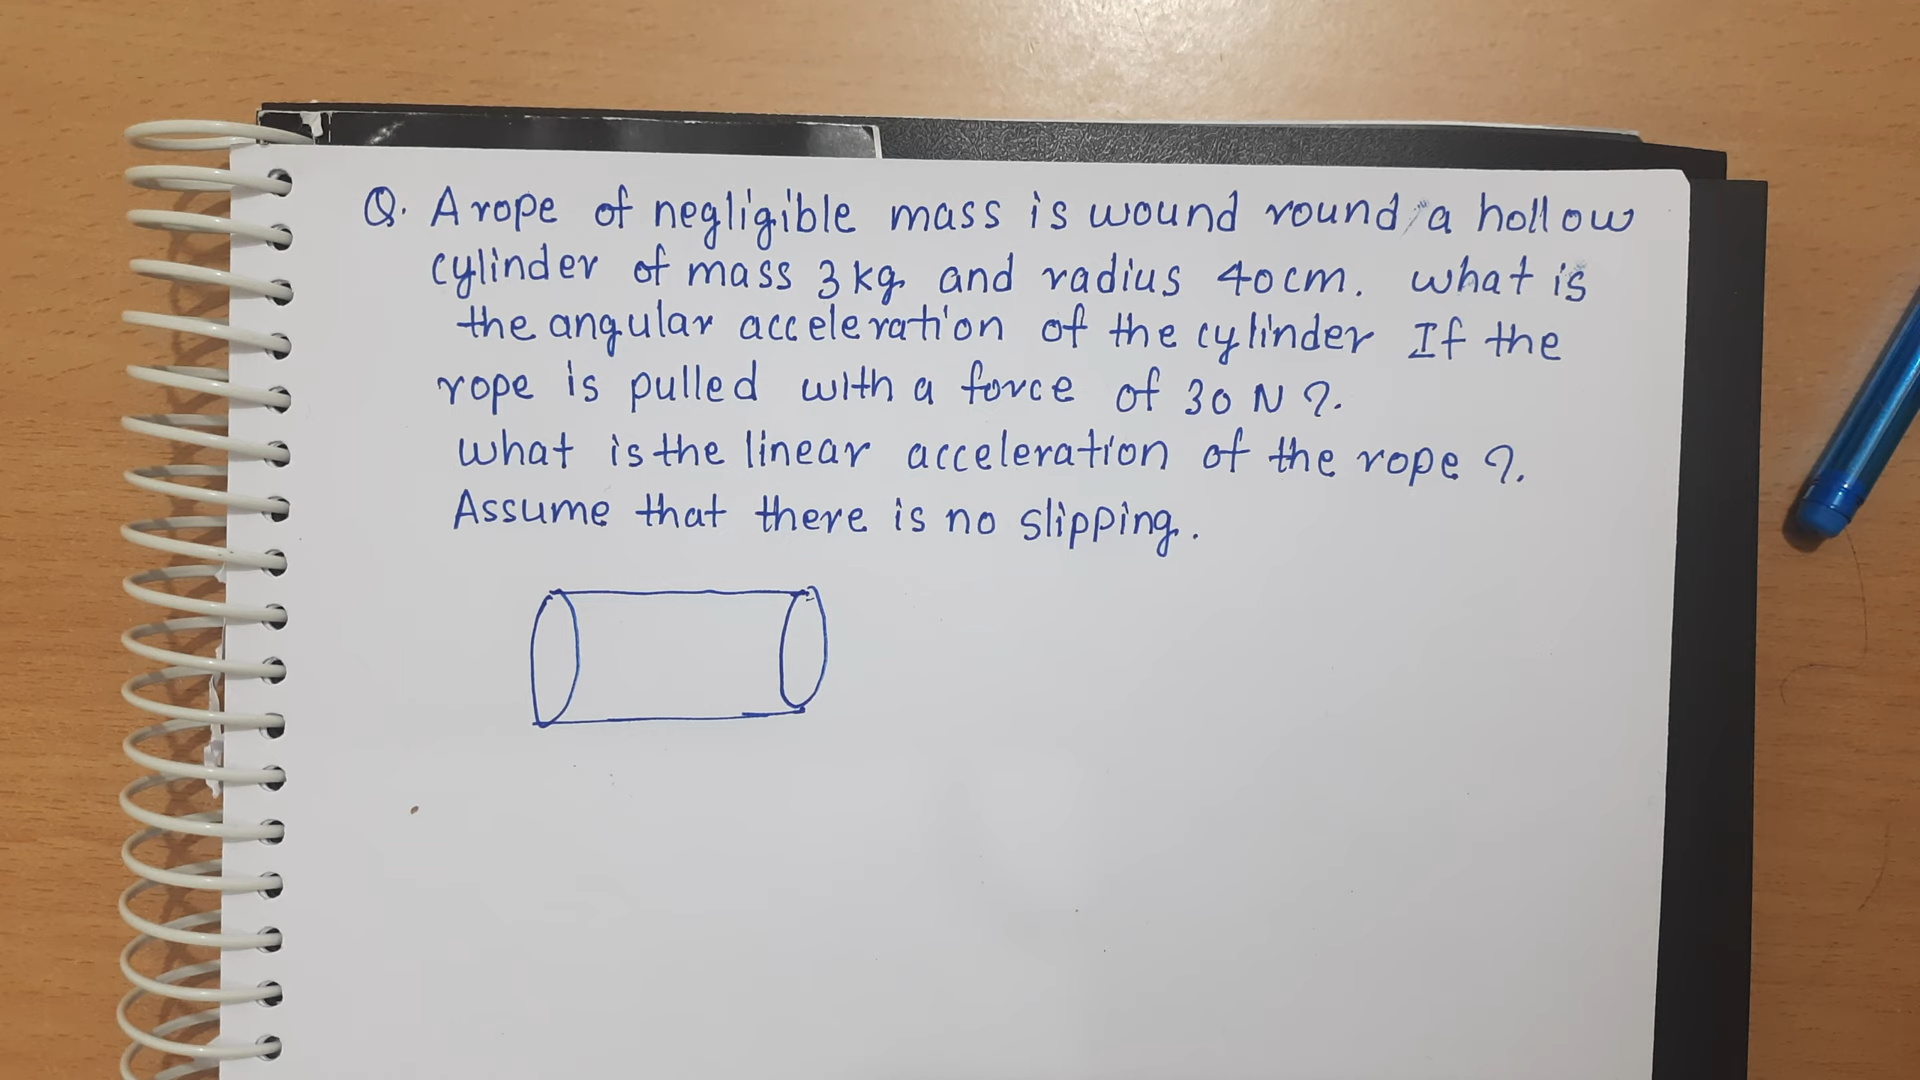 Q. A rope of negligible mass is wound round a hollow
cylinder of mass 3 kg and radius 40 cm. what is
the angular acceleration of the cylinder If the
rope is pulled with a force of 30 N ?.
what is the linear acceleration of the rope ?.
Assume that there is no slipping.